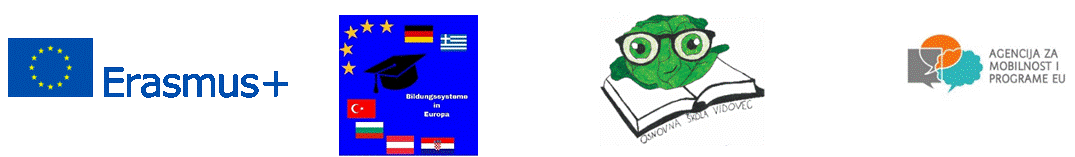 Erasmus+
Bildungssysteme
in
Europa
OSNOVNA ŠKOLA VIDOVEC
AGENCIJA ZA
MOBILNOST I
PROGRAME EU